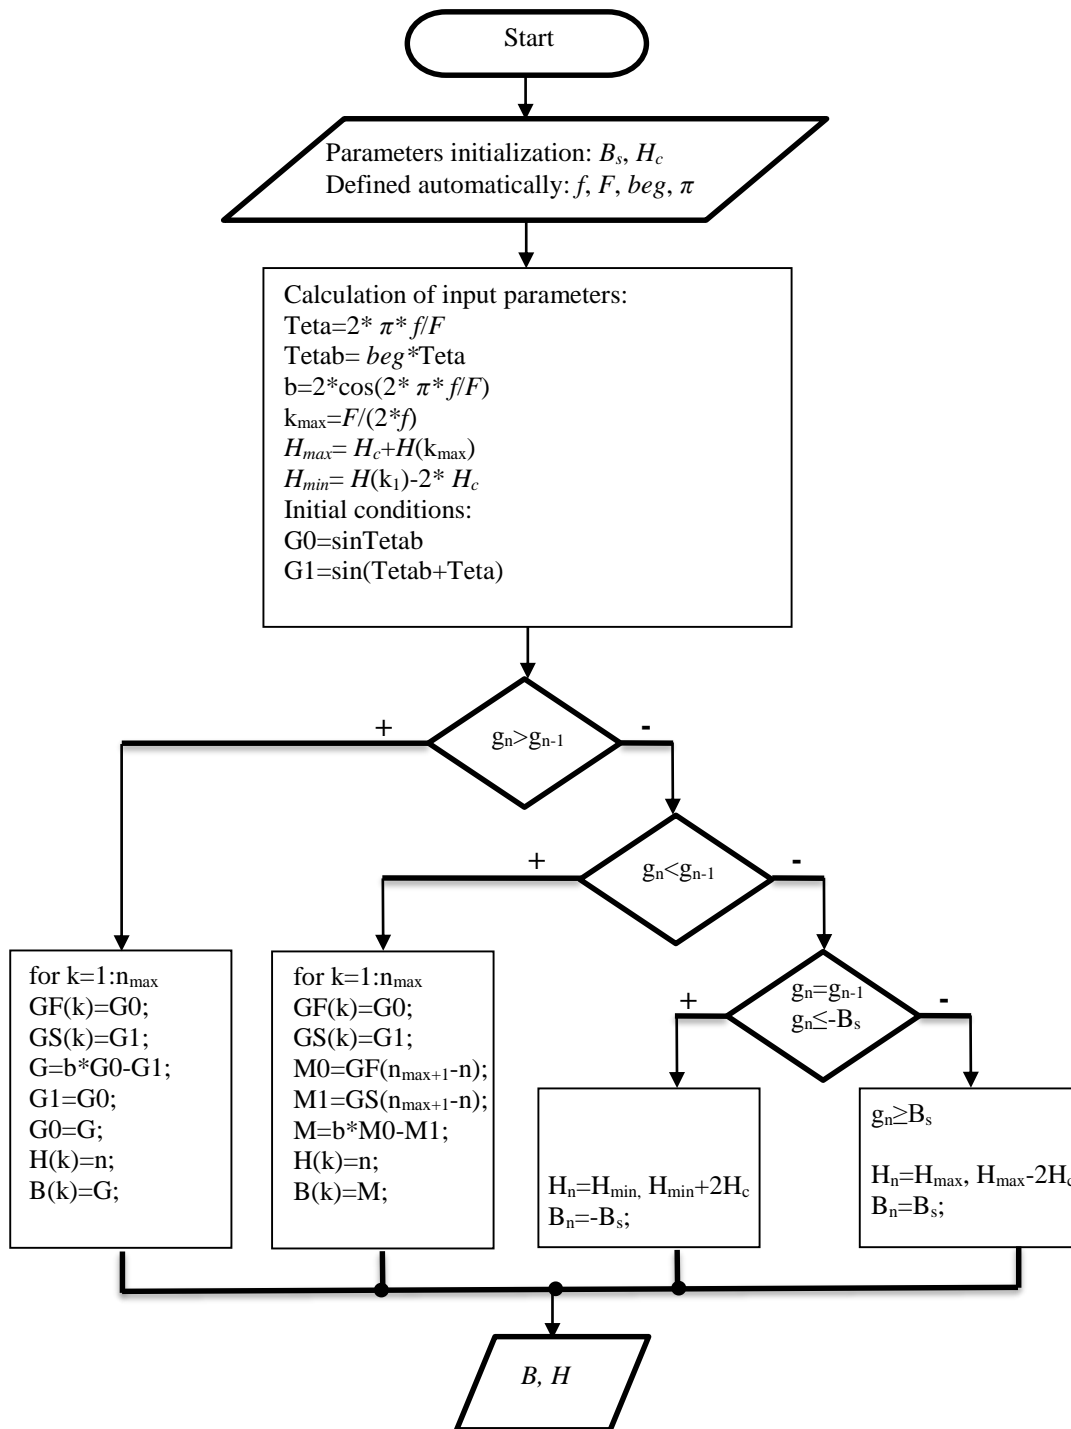 Start
Parameters initialization: Bs, Hc
Defined automatically: f, F, beg, π
Calculation of input parameters:
Teta=2* π* f/F
Tetab= beg*Teta
b=2*cos(2* π* f/F)
kmax=F/(2*f)
Hmax= Hc+H(kmax)
Hmin= H(k1)-2* Hc
Initial conditions:
G0=sinTetab
G1=sin(Tetab+Teta)
+
-
gn>gn-1
+
-
gn<gn-1
+
-
gn=gn-1
gn≤-Bs
for k=1:nmax
GF(k)=G0;
GS(k)=G1;
G=b*G0-G1;
G1=G0;
G0=G;
H(k)=n;
B(k)=G;
for k=1:nmax
GF(k)=G0;
GS(k)=G1;
M0=GF(nmax+1-n);
M1=GS(nmax+1-n);
M=b*M0-M1;
H(k)=n;
B(k)=M;
Hn=Hmin, Hmin+2Hc
Bn=-Bs;
gn≥Bs
Hn=Hmax, Hmax-2Hc
Bn=Bs;
B, H